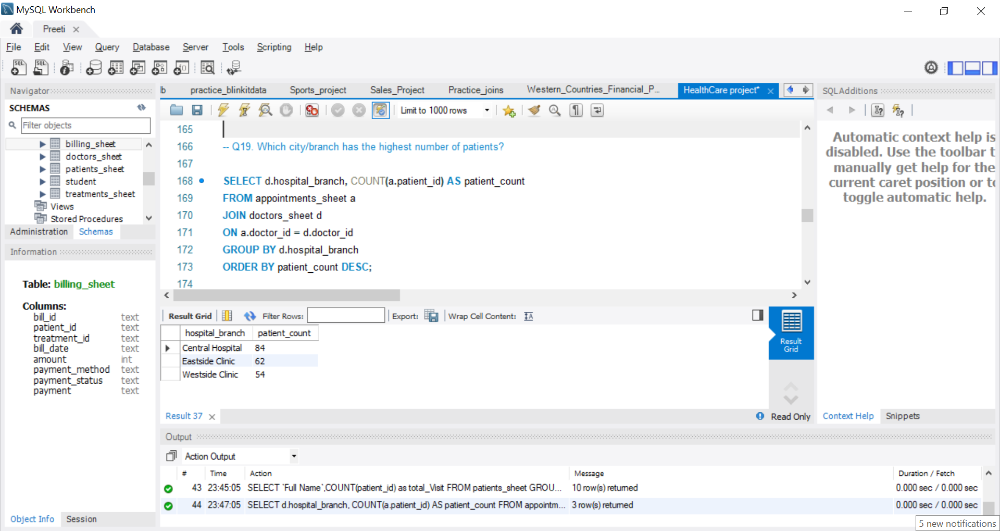 MySQL Workbench
Preeti
File Edit View Query Database Server Tools Scripting Help
Navigator
SCHEMAS
Filter objects
billing_sheet
doctors_sheet
patients_sheet
student
treatments_sheet
Views
Stored Procedures
Administration Schemas
Information
Table: billing_sheet
Columns:
bill_id text
patient_id text
treatment_id text
bill_date text
amount int
payment_method text
payment_status text
payment text
Object Info Session
lb practice_blinkitdata Sports_project Sales_Project Practice_joins Western_Countries_Financial_P... HealthCare project*
Limit to 1000 rows
165
166 -- Q19. Which city/branch has the highest number of patients?
167
168 SELECT d.hospital_branch, COUNT(a.patient_id) AS patient_count
169 FROM appointments_sheet a
170 JOIN doctors_sheet d
171 ON a.doctor_id = d.doctor_id
172 GROUP BY d.hospital_branch
173 ORDER BY patient_count DESC;
174
Result Grid Filter Rows: Export: Wrap Cell Content:
hospital_branch patient_count
Central Hospital 84
Eastside Clinic 62
Westside Clinic 54
Result Grid
Result 37
Read Only
SQLAdditions
Automatic context help is
disabled. Use the toolbar t
manually get help for the
current caret position or to
toggle automatic help.
Context Help Snippets
Output
Action Output
# Time Action Message Duration / Fetch
43 23:45:05 SELECT `Full Name`,COUNT(patient_id) as total_Visit FROM patients_sheet GROU... 10 row(s) returned 0.000 sec / 0.000 sec
44 23:47:05 SELECT d.hospital_branch, COUNT(a.patient_id) AS patient_count FROM appointm... 3 row(s) returned 0.000 sec / 0.000 sec
5 new notifications